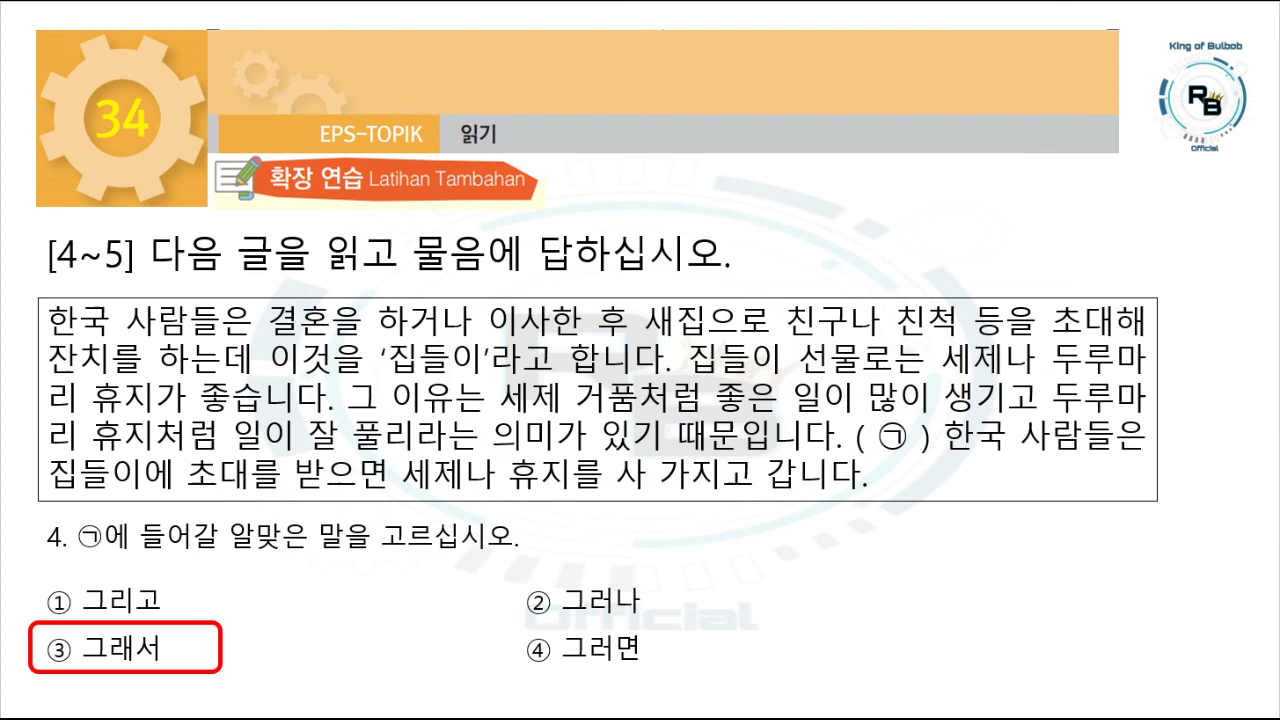 34
King of Bulbob
RB
Official
EPS-TOPIK 읽기
확장 연습 Latihan Tambahan
[4~5] 다음 글을 읽고 물음에 답하십시오.
한국 사람들은 결혼을 하거나 이사한 후 새집으로 친구나 친척 등을 초대해
잔치를 하는데 이것을 ‘집들이’라고 합니다. 집들이 선물로는 세제나 두루마
리 휴지가 좋습니다. 그 이유는 세제 거품처럼 좋은 일이 많이 생기고 두루마
리 휴지처럼 일이 잘 풀리라는 의미가 있기 때문입니다. ( ㉠ ) 한국 사람들은
집들이에 초대를 받으면 세제나 휴지를 사 가지고 갑니다.
4. ㉠에 들어갈 알맞은 말을 고르십시오.
① 그리고 ② 그러나
Official
③ 그래서 ④ 그러면